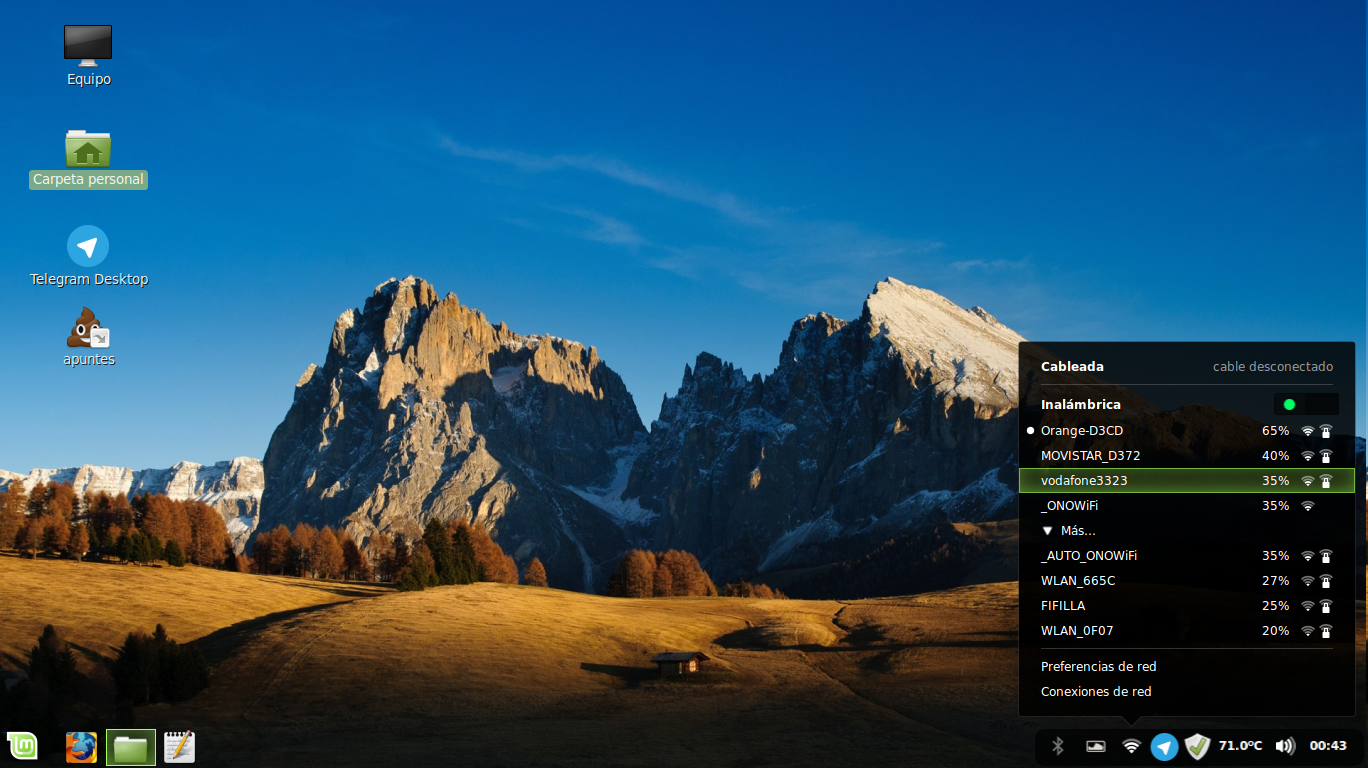 Equipo
Carpeta personal
Telegram Desktop
apuntes
Cableada cable desconectado
Inalámbrica
Orange-D3CD 65%
MOVISTAR_D372 40%
vodafone3323 35%
_ONOWiFi 35%
Más...
_AUTO_ONOWiFi 35%
WLAN_665C 27%
FIFILLA 25%
WLAN_0F07 20%
Preferencias de red
Conexiones de red
71.0ºC 00:43